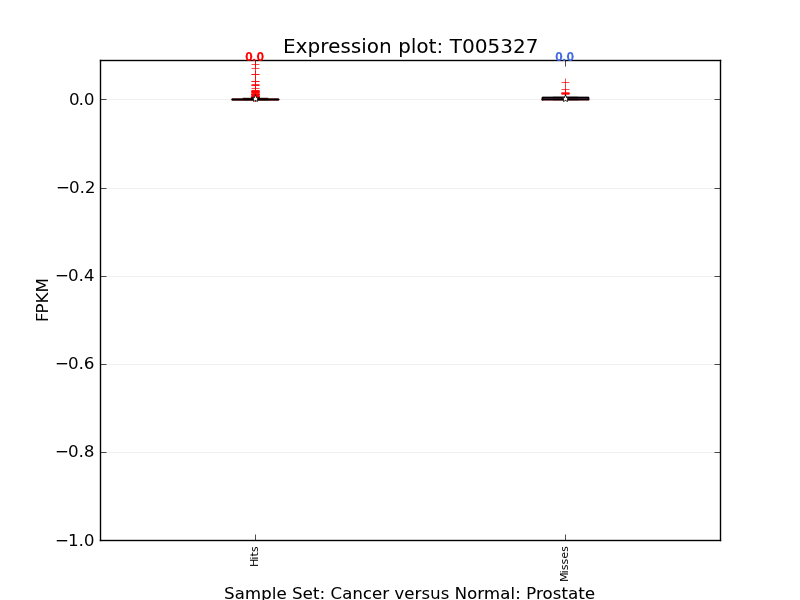 Expression plot: T005327
0.0 0.0
0.0
−0.2
−0.4
−0.6
−0.8
−1.0
FPKM
Hits Misses
Sample Set: Cancer versus Normal: Prostate